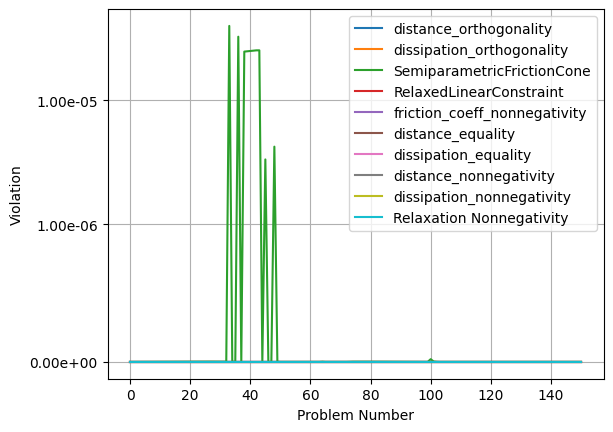 distance_orthogonality
dissipation_orthogonality
SemiparametricFrictionCone
RelaxedLinearConstraint
friction_coeff_nonnegativity
distance_equality
dissipation_equality
distance_nonnegativity
dissipation_nonnegativity
Relaxation Nonnegativity
1.00e-05
1.00e-06
0.00e+00
Violation
0 20 40 60 80 100 120 140
Problem Number